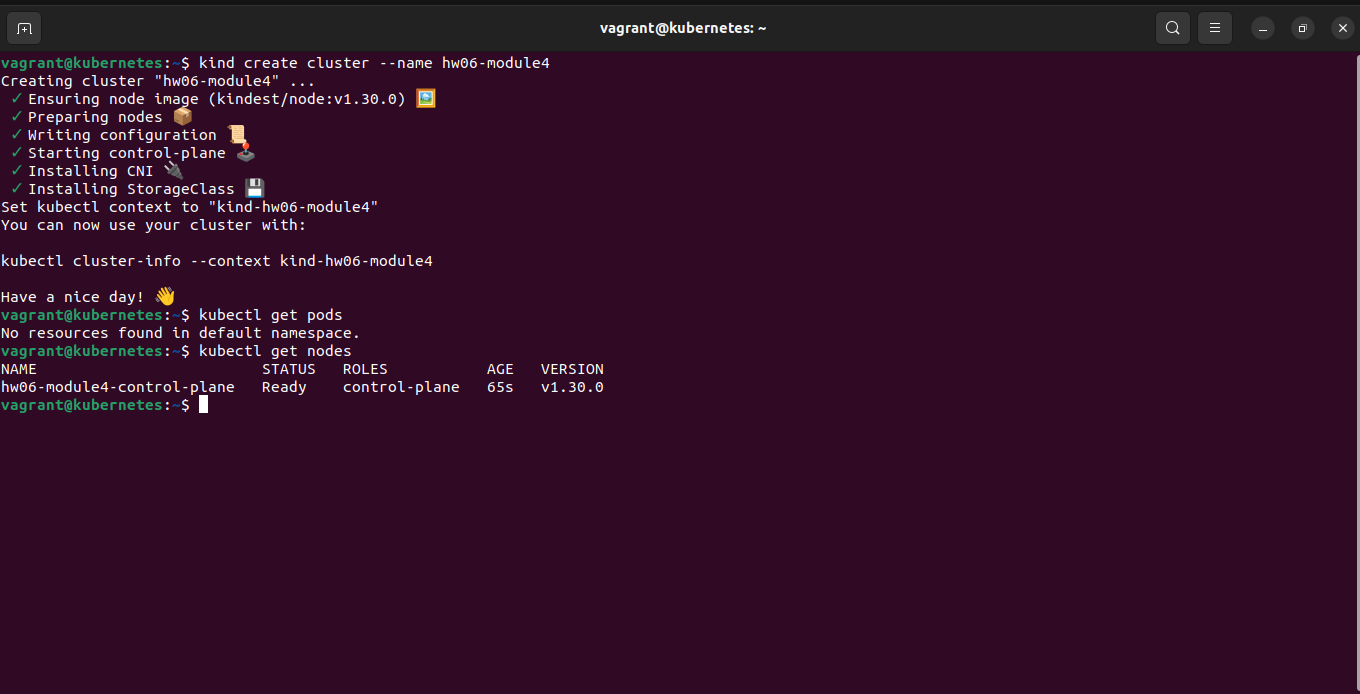 vagrant@kubernetes: ~
vagrant@kubernetes:~$ kind create cluster --name hw06-module4
Creating cluster "hw06-module4" ...
✓ Ensuring node image (kindest/node:v1.30.0) 🖼
✓ Preparing nodes 📦
✓ Writing configuration 📜
✓ Starting control-plane 🕹️
✓ Installing CNI 🔌
✓ Installing StorageClass 💾
Set kubectl context to "kind-hw06-module4"
You can now use your cluster with:
kubectl cluster-info --context kind-hw06-module4
Have a nice day! 👋
vagrant@kubernetes:~$ kubectl get pods
No resources found in default namespace.
vagrant@kubernetes:~$ kubectl get nodes
NAME STATUS ROLES AGE VERSION
hw06-module4-control-plane Ready control-plane 65s v1.30.0
vagrant@kubernetes:~$